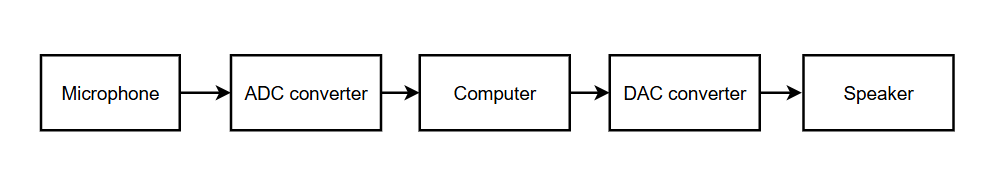 Microphone
ADC converter
Computer
DAC converter
Speaker